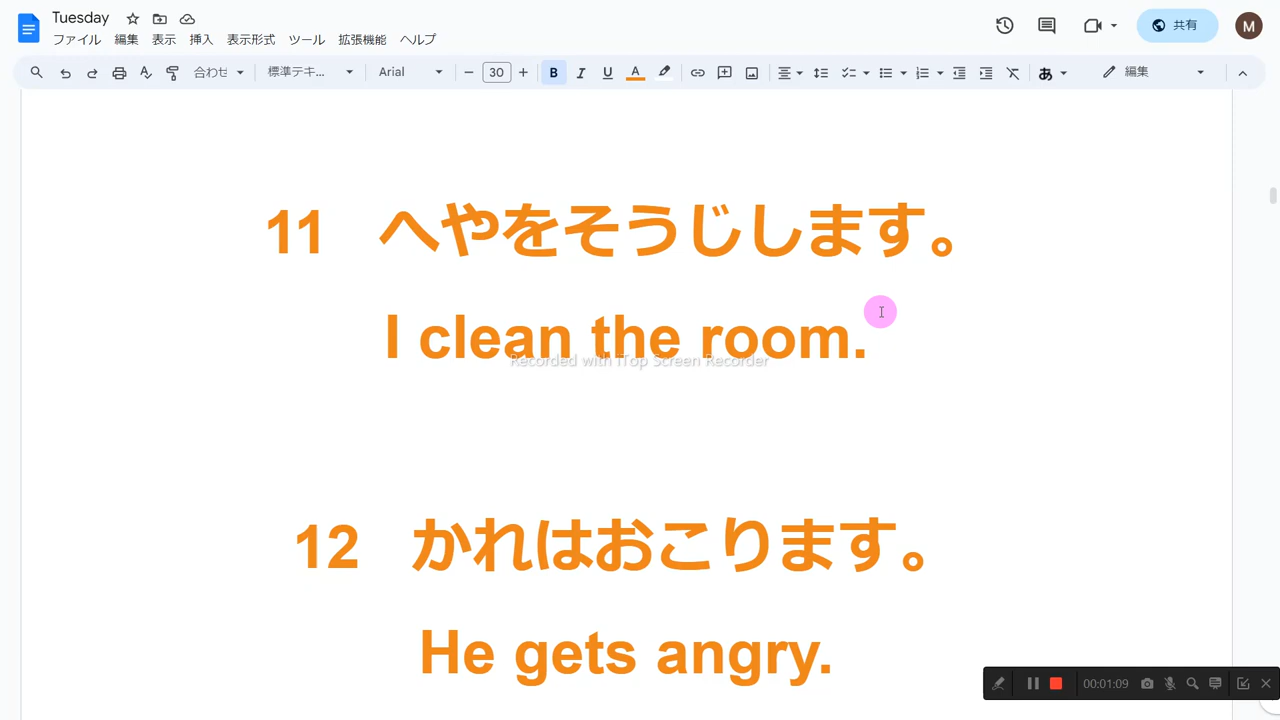 Tuesday
ファイル 編集 表示 挿入 表示形式 ツール 拡張機能 ヘルプ
共有 M
合わせ 標準テキ... Arial 30 B I U A あ 編集
11 へやをそうじします。
I clean the room.
Recorded with iTop Screen Recorder
12 かれはおこります。
He gets angry.
00:01:09